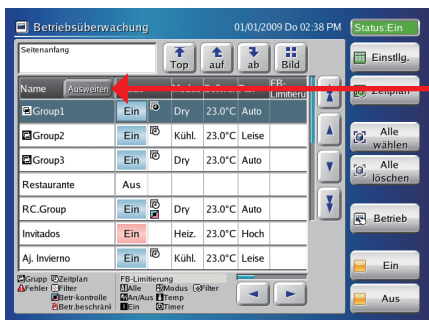 Betriebsüberwachung 01/01/2009 Do 02:38 PM Status:Ein
Seitenanfang Top auf ab Bild Einstllg.
Name Ausweiten FB-Limitieru Zeitplan
Group1 Ein Dry 23.0°C Auto
Group2 Ein Kühl. 23.0°C Leise Alle wählen
Group3 Ein Dry 23.0°C Auto Alle löschen
Restaurante Aus
RC.Group Ein Dry 23.0°C Auto Betrieb
Invitados Ein Heiz. 23.0°C Hoch
Aj. Invierno Ein Kühl. 23.0°C Leise Ein
Grupp Zeitplan FB-Limitierung
Fehler Filter Alle Modus Filter
Betr-kontrolle An/Aus Temp Aus
Betr.beschränl Ein Timer